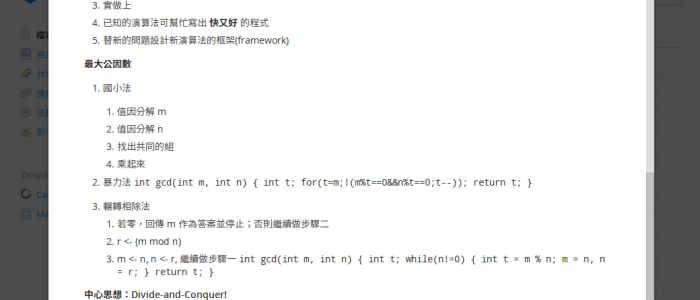 3. 實做上
4. 已知的演算法可幫忙寫出 快又好 的程式
5. 替新的問題設計新演算法的框架(framework)
最大公因數
1. 國小法
1. 值因分解 m
2. 值因分解 n
3. 找出共同的組
4. 乘起來
2. 暴力法 int gcd(int m, int n) { int t; for(t=m;!(m%t==0&&n%t==0;t--)); return t; }
3. 輾轉相除法
1. 若零，回傳 m 作為答案並停止；否則繼續做步驟二
2. r <- (m mod n)
3. m <- n, n <- r, 繼續做步驟一 int gcd(int m, int n) { int t; while(n!=0) { int t = m % n; m = n, n
= r; } return t; }
中心思想：Divide-and-Conquer!